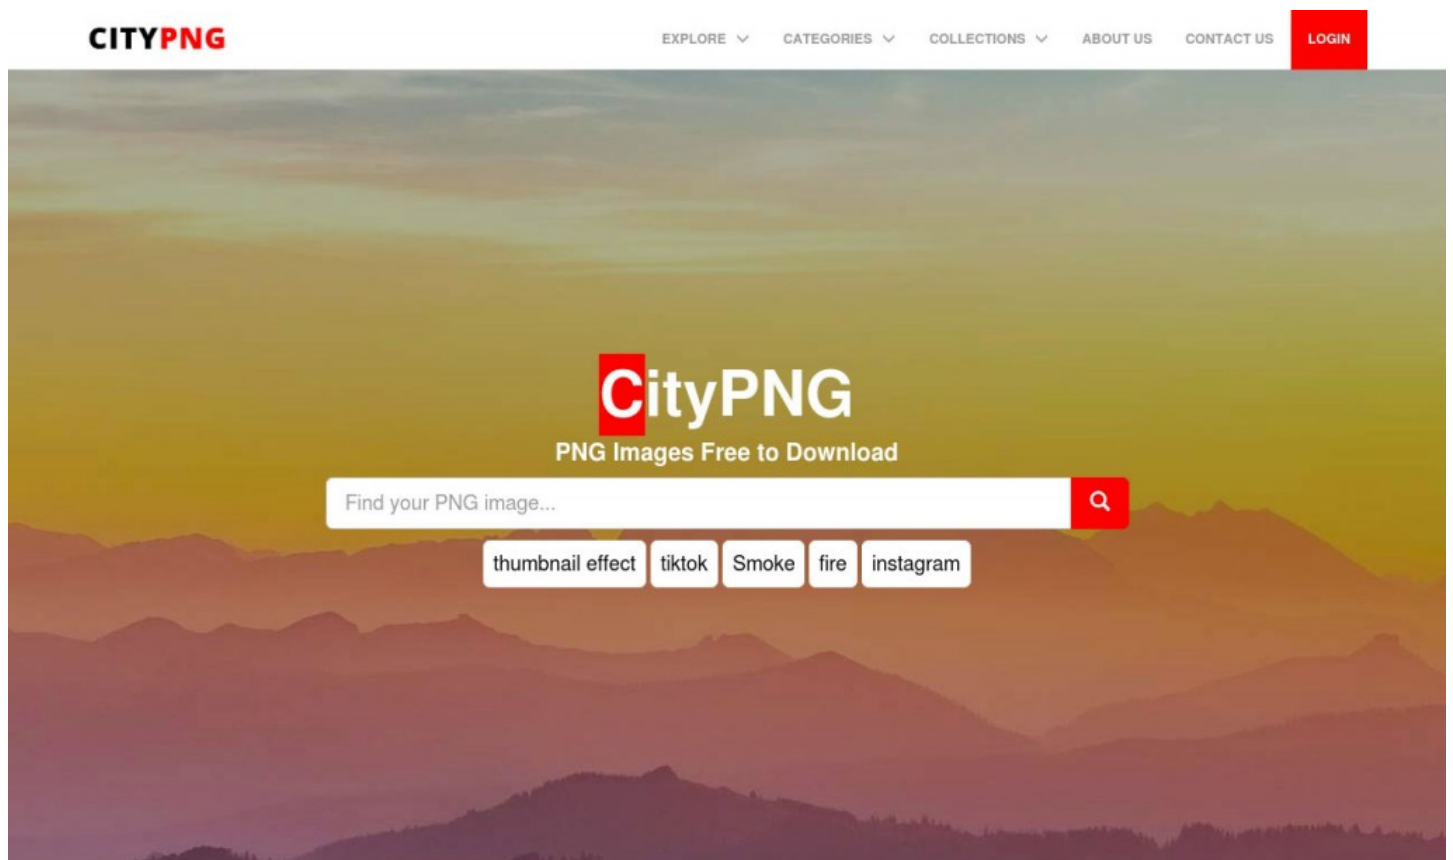 CITYPNG EXPLORE CATEGORIES COLLECTIONS ABOUT US CONTACT US LOGIN
CityPNG
PNG Images Free to Download
Find your PNG image...
thumbnail effect tiktok Smoke fire instagram